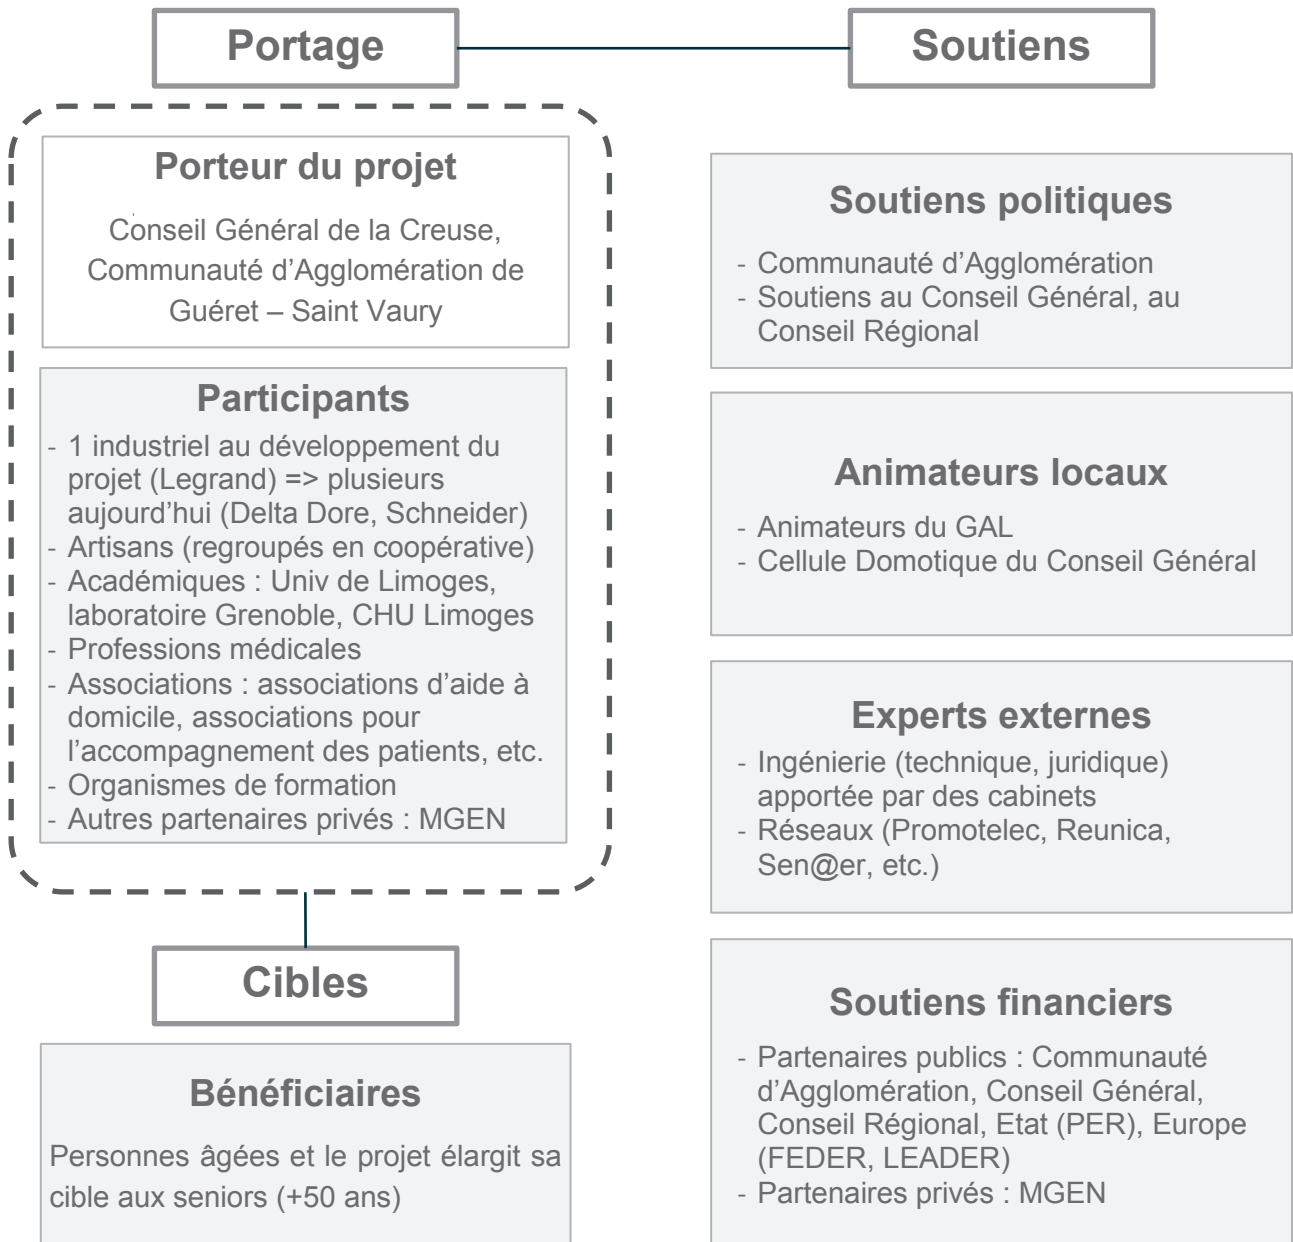 Portage
Soutiens
Porteur du projet
Conseil Général de la Creuse,
Communauté d'Agglomération de
Guéret – Saint Vaury
Participants
- 1 industriel au développement du
projet (Legrand) => plusieurs
aujourd'hui (Delta Dore, Schneider)
- Artisans (regroupés en coopérative)
- Académiques : Univ de Limoges,
laboratoire Grenoble, CHU Limoges
- Professions médicales
- Associations : associations d'aide à
domicile, associations pour
l'accompagnement des patients, etc.
- Organismes de formation
- Autres partenaires privés : MGEN
Cibles
Bénéficiaires
Personnes âgées et le projet élargit sa
cible aux seniors (+50 ans)
Soutiens politiques
- Communauté d'Agglomération
- Soutiens au Conseil Général, au
Conseil Régional
Animateurs locaux
- Animateurs du GAL
- Cellule Domotique du Conseil Général
Experts externes
- Ingénierie (technique, juridique)
apportée par des cabinets
- Réseaux (Promotelec, Reunica,
Sen@er, etc.)
Soutiens financiers
- Partenaires publics : Communauté
d'Agglomération, Conseil Général,
Conseil Régional, Etat (PER), Europe
(FEDER, LEADER)
- Partenaires privés : MGEN